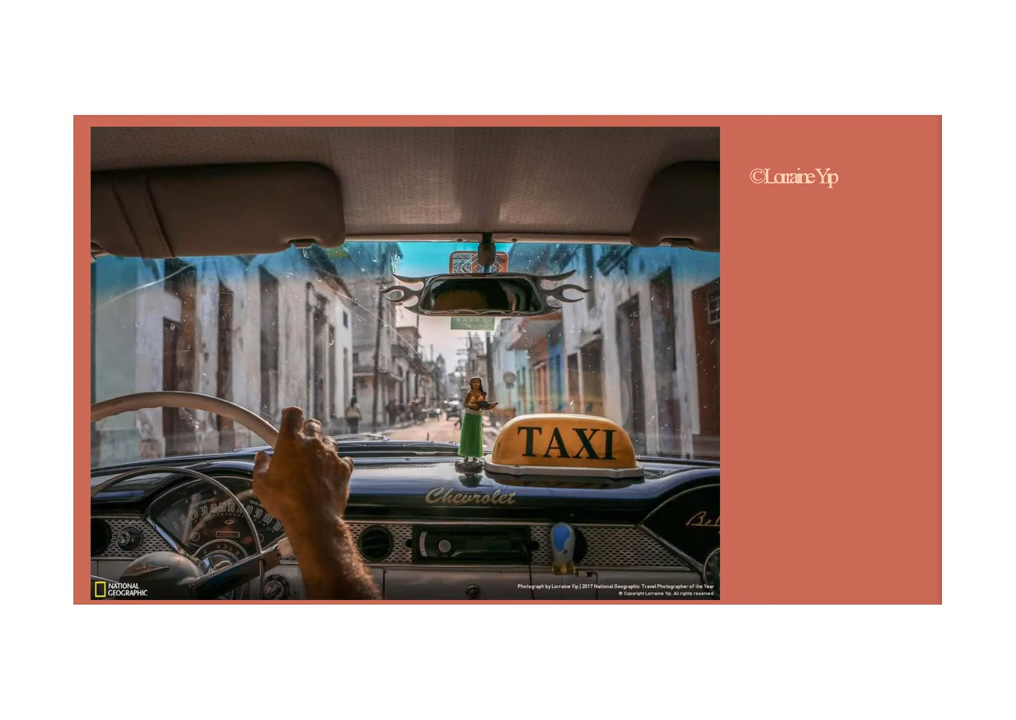 ©Lorraine Yip
TAXI
Chevrolet
Bel
NATIONAL
GEOGRAPHIC
Photograph by Lorraine Yip | 2017 National Geographic Travel Photographer of the Year
© Copyright Lorraine Yip. All rights reserved.